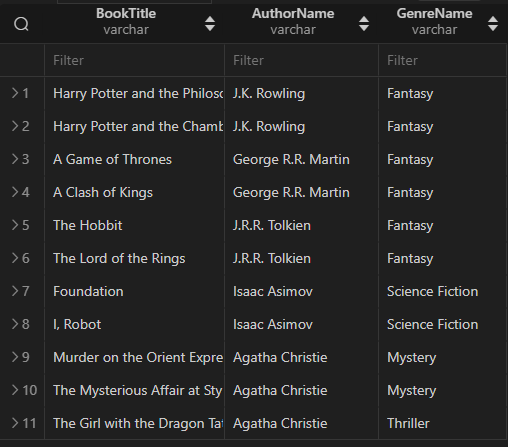 BookTitle AuthorName GenreName
varchar varchar varchar
Filter Filter Filter
1 Harry Potter and the Philoso J.K. Rowling Fantasy
2 Harry Potter and the Chamb J.K. Rowling Fantasy
3 A Game of Thrones George R.R. Martin Fantasy
4 A Clash of Kings George R.R. Martin Fantasy
5 The Hobbit J.R.R. Tolkien Fantasy
6 The Lord of the Rings J.R.R. Tolkien Fantasy
7 Foundation Isaac Asimov Science Fiction
8 I, Robot Isaac Asimov Science Fiction
9 Murder on the Orient Expre Agatha Christie Mystery
10 The Mysterious Affair at Sty Agatha Christie Mystery
11 The Girl with the Dragon Tat Agatha Christie Thriller